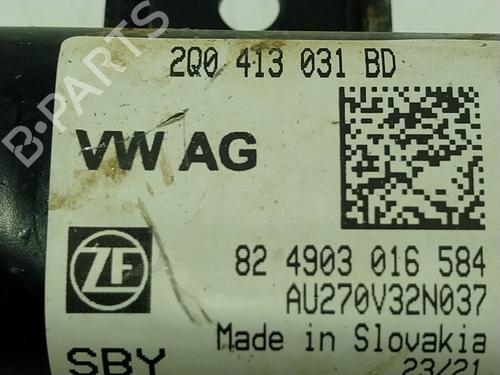 2Q0 413 031 BD
VW AG
B-PARTS
ZF
82 4903 016 584
AU270V32N037
Made in Slovakia
SBY
23/21